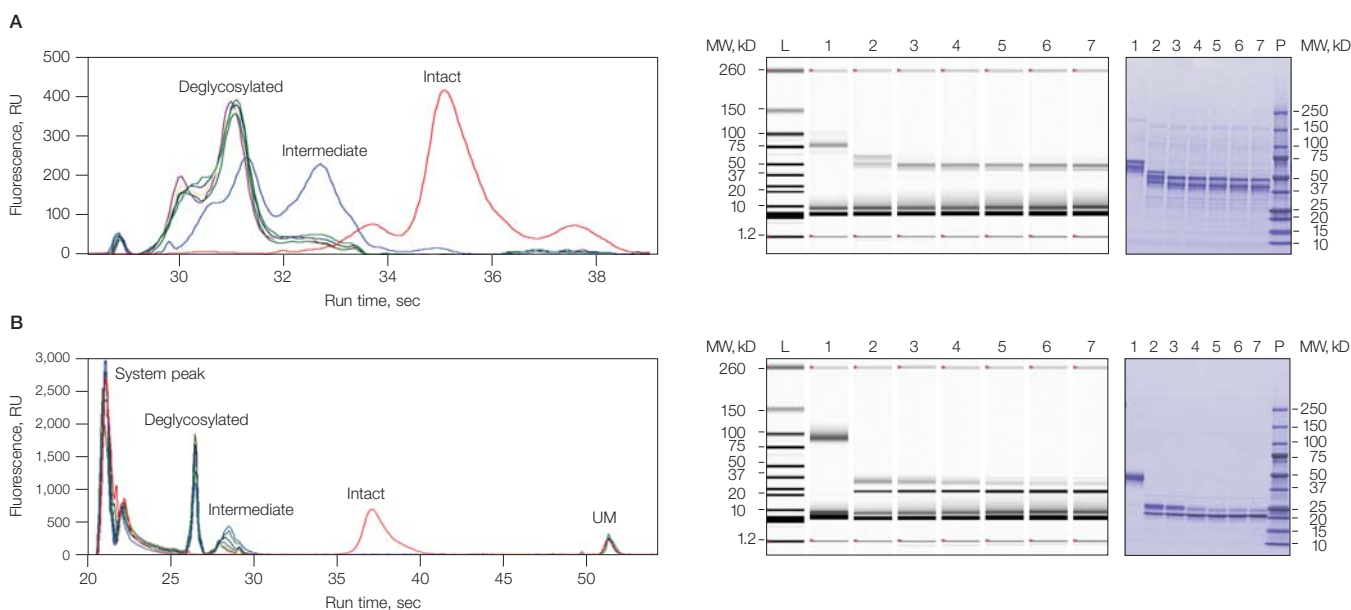 A
500
400
300
200
100
0
Fluorescence, RU
Deglycosylated
Intermediate
Intact
30 32 34 36 38
Run time, sec
MW, kD L 1 2 3 4 5 6 7
260
150
100
75
50
37
20
10
1.2
1 2 3 4 5 6 7 P MW, kD
250
150
100
75
50
37
25
20
15
10
B
3,000
2,500
2,000
1,500
1,000
500
0
Fluorescence, RU
System peak
Deglycosylated
Intermediate
Intact
UM
20 25 30 35 40 45 50
Run time, sec
MW, kD L 1 2 3 4 5 6 7
260
150
100
75
50
37
20
10
1.2
1 2 3 4 5 6 7 P MW, kD
250
150
100
75
50
37
25
20
15
10